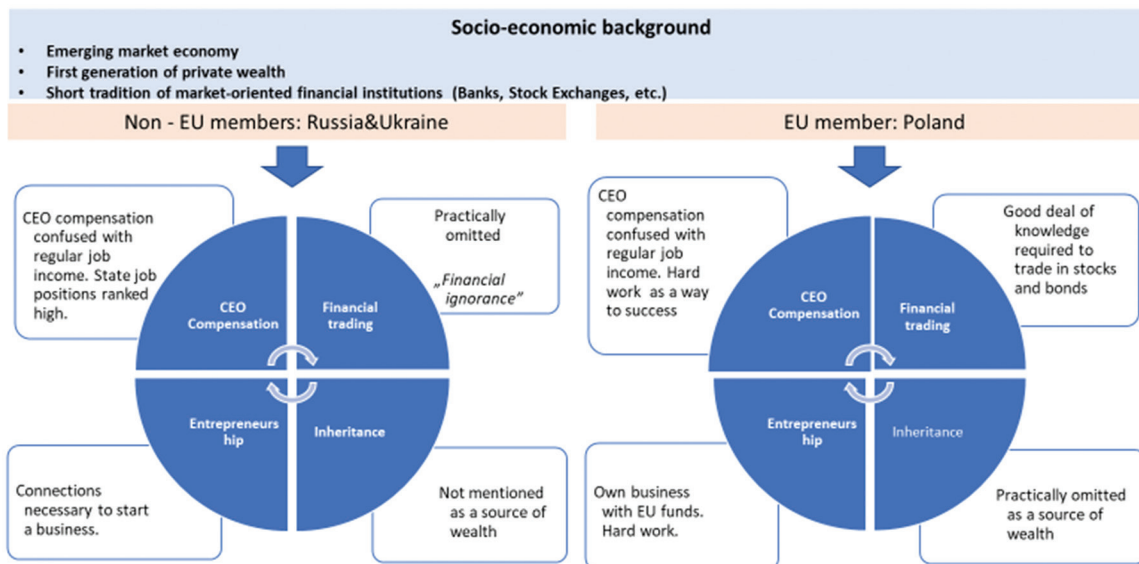 Socio-economic background
• Emerging market economy
• First generation of private wealth
• Short tradition of market-oriented financial institutions (Banks, Stock Exchanges, etc.)
Non - EU members: Russia&Ukraine
CEO compensation
confused with
regular job
income. State job
positions ranked
high.
Practically
omitted
„Financial
ignorance”
CEO
Compensation
Financial
trading
Entrepreneurs
hip
Inheritance
Connections
necessary to start
a business.
Not mentioned
as a source of
wealth
EU member: Poland
CEO
compensation
confused with
regular job
income. Hard
work as a way
to success
Good deal of
knowledge
required to
trade in stocks
and bonds
CEO
Compensation
Financial
trading
Entrepreneurs
hip
Inheritance
Own business
with EU funds.
Hard work.
Practically omitted
as a source of
wealth